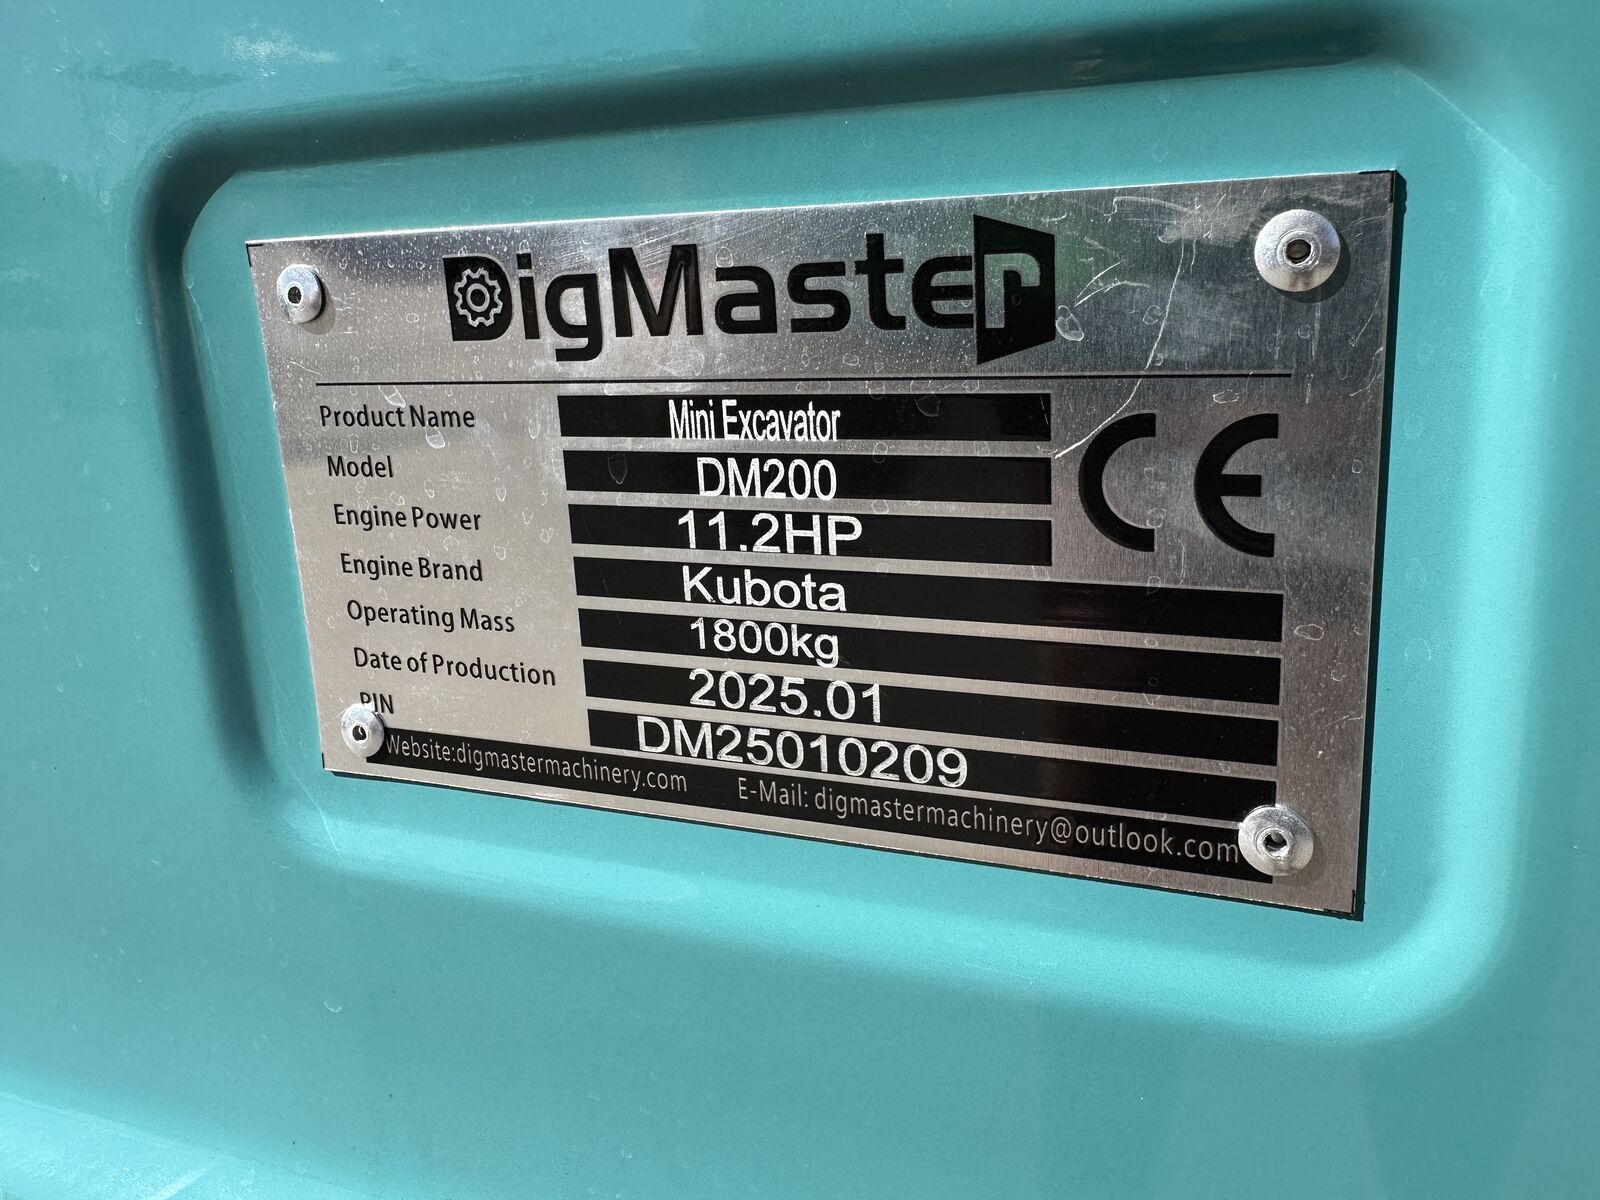 DigMaster
Product Name Mini Excavator
Model DM200
Engine Power 11.2HP
Engine Brand Kubota
Operating Mass 1800kg
Date of Production 2025.01
PIN DM25010209
CE
Website:digmastermachinery.com E-Mail: digmastermachinery@outlook.com